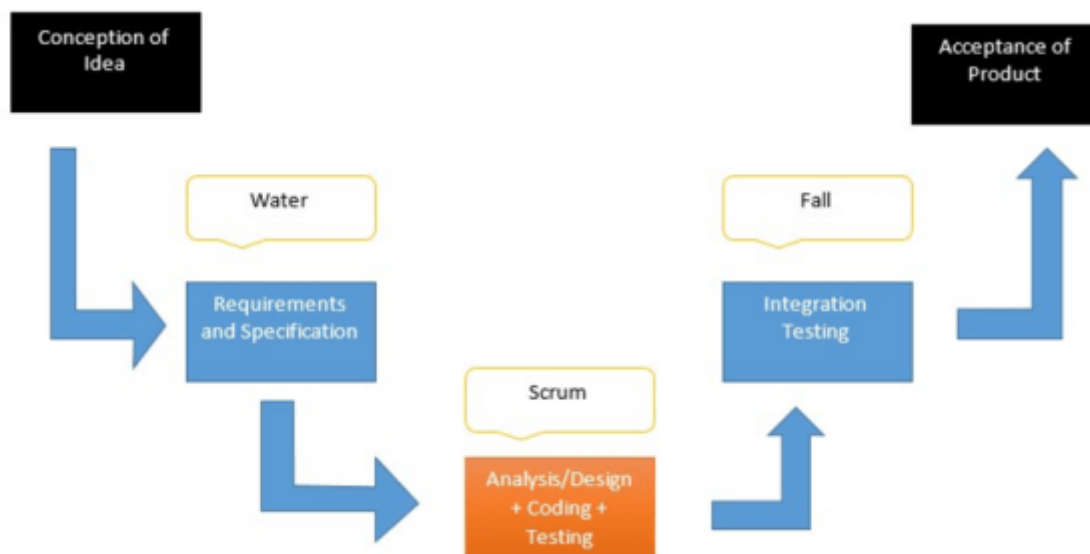 Conception of
Idea
Acceptance of
Product
Water
Fall
Requirements
and Specification
Integration
Testing
Scrum
Analysis/Design
+ Coding +
Testing